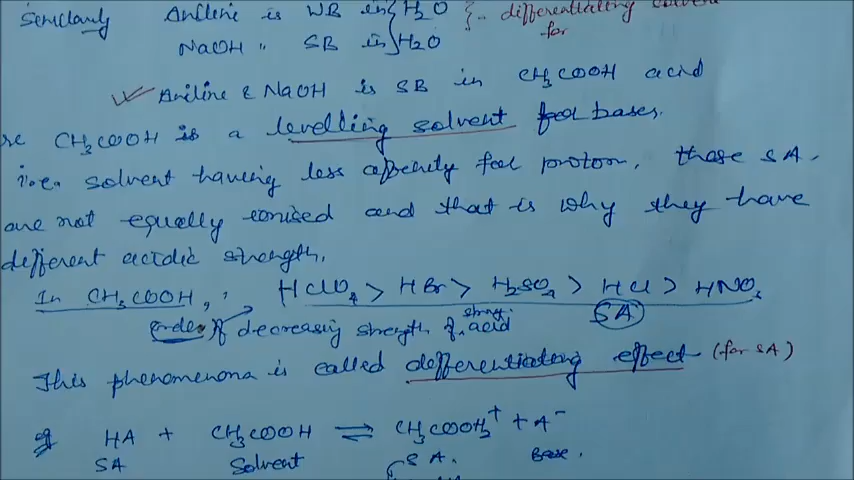 Similarly Aniline is WB in { H2O } .. differentiating solvent for
NaOH " SB in { H2O
Aniline & NaOH is SB in CH3COOH acid
CH3COOH is a levelling solvent for bases.
i.e. solvent having less affinity for proton, these SA.
are not equally ionised and that is why they have
different acidic strength.
In CH3COOH, : HClO4 > HBr > H2SO4 > HCl > HNO3
Order of decreasing strength of strong acid SA
This phenomena is called differentiating effect (for SA)
eg HA + CH3COOH ⇌ CH3COOH2+ + A-
SA Solvent SA. Base.